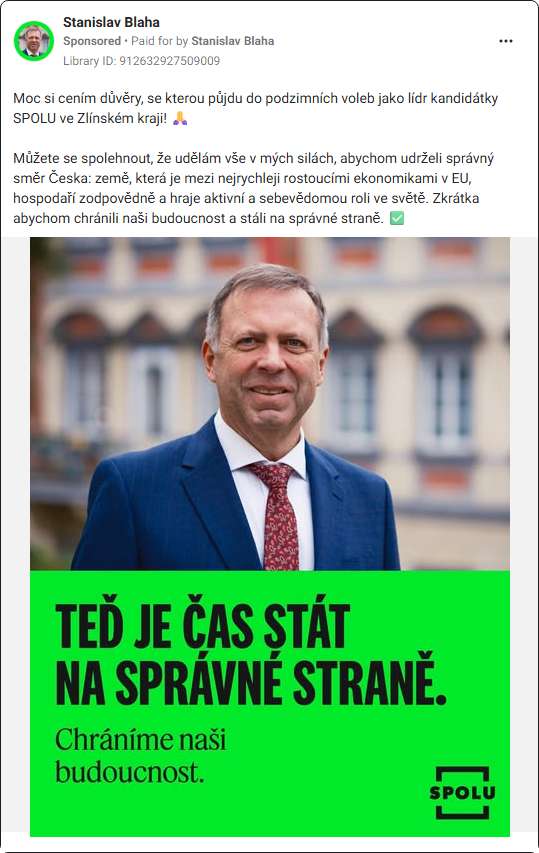 Stanislav Blaha
Sponsored • Paid for by Stanislav Blaha
Library ID: 912632927509009
Moc si cením důvěry, se kterou půjdu do podzimních voleb jako lídr kandidátky
SPOLU ve Zlínském kraji! 🙏
Můžete se spolehnout, že udělám vše v mých silách, abychom udrželi správný
směr Česka: země, která je mezi nejrychleji rostoucími ekonomikami v EU,
hospodaří zodpovědně a hraje aktivní a sebevědomou roli ve světě. Zkrátka
abychom chránili naši budoucnost a stáli na správné straně. ✅
TEĎ JE ČAS STÁT
NA SPRÁVNÉ STRANĚ.
Chráníme naši
budoucnost.
SPOLU